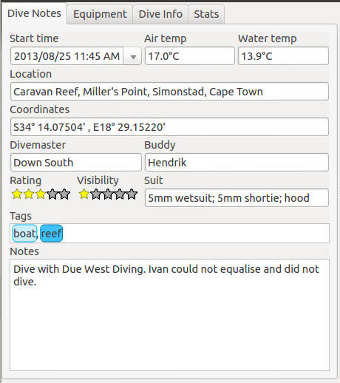 Dive Notes Equipment Dive Info Stats
Start time Air temp Water temp
2013/08/25 11:45 AM 17.0°C 13.9°C
Location
Caravan Reef, Miller's Point, Simonstad, Cape Town
Coordinates
S34° 14.07504' , E18° 29.15220'
Divemaster Buddy
Down South Hendrik
Rating Visibility Suit
5mm wetsuit; 5mm shortie; hood
Tags
boat, reef
Notes
Dive with Due West Diving. Ivan could not equalise and did not
dive.